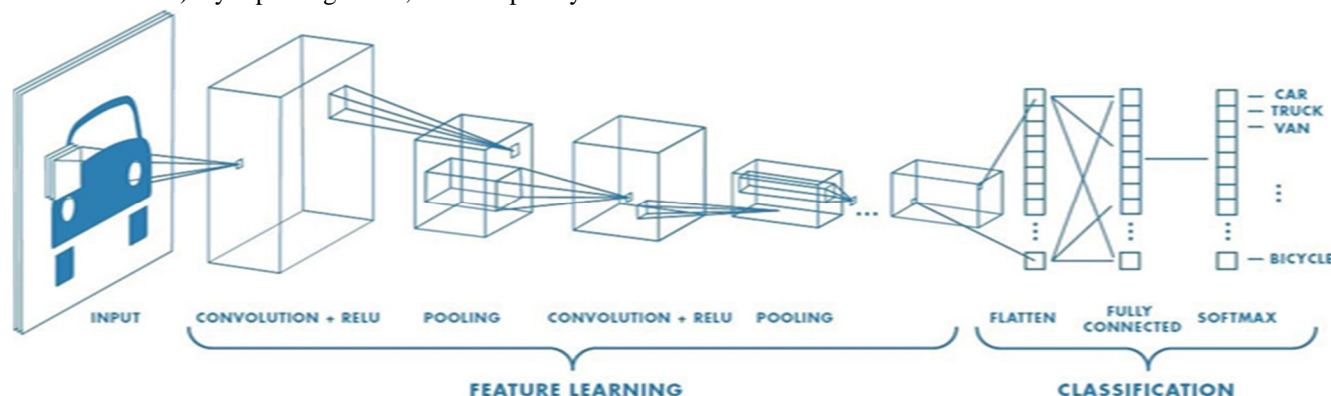 CAR
TRUCK
VAN
BICYCLE
INPUT
CONVOLUTION + RELU
POOLING
CONVOLUTION + RELU
POOLING
FLATTEN
FULLY
CONNECTED
SOFTMAX
FEATURE LEARNING
CLASSIFICATION